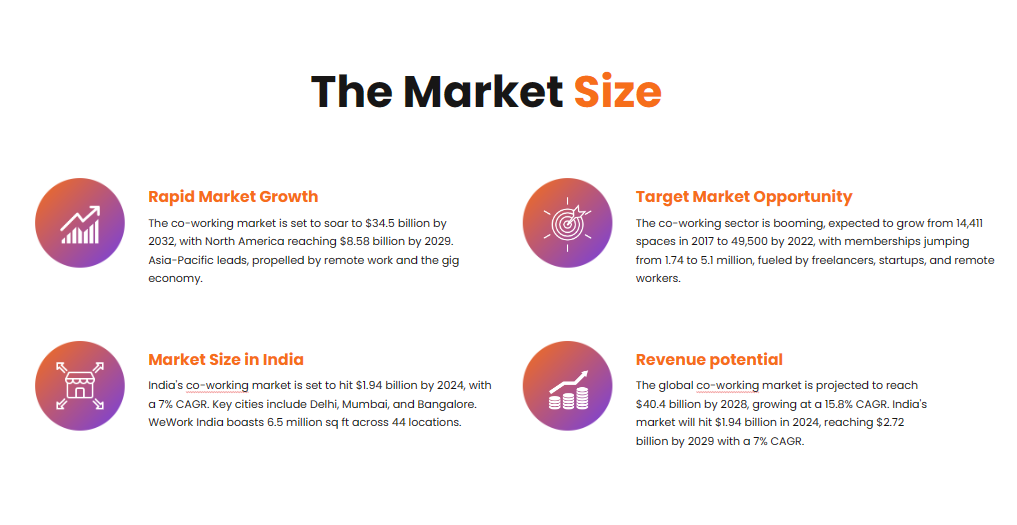 The Market Size
Rapid Market Growth
The co-working market is set to soar to $34.5 billion by
2032, with North America reaching $8.58 billion by 2029.
Asia-Pacific leads, propelled by remote work and the gig
economy.
Target Market Opportunity
The co-working sector is booming, expected to grow from 14,411
spaces in 2017 to 49,500 by 2022, with memberships jumping
from 1.74 to 5.1 million, fueled by freelancers, startups, and remote
workers.
Market Size in India
India's co-working market is set to hit $1.94 billion by 2024, with
a 7% CAGR. Key cities include Delhi, Mumbai, and Bangalore.
WeWork India boasts 6.5 million sq ft across 44 locations.
Revenue potential
The global co-working market is projected to reach
$40.4 billion by 2028, growing at a 15.8% CAGR. India's
market will hit $1.94 billion in 2024, reaching $2.72
billion by 2029 with a 7% CAGR.